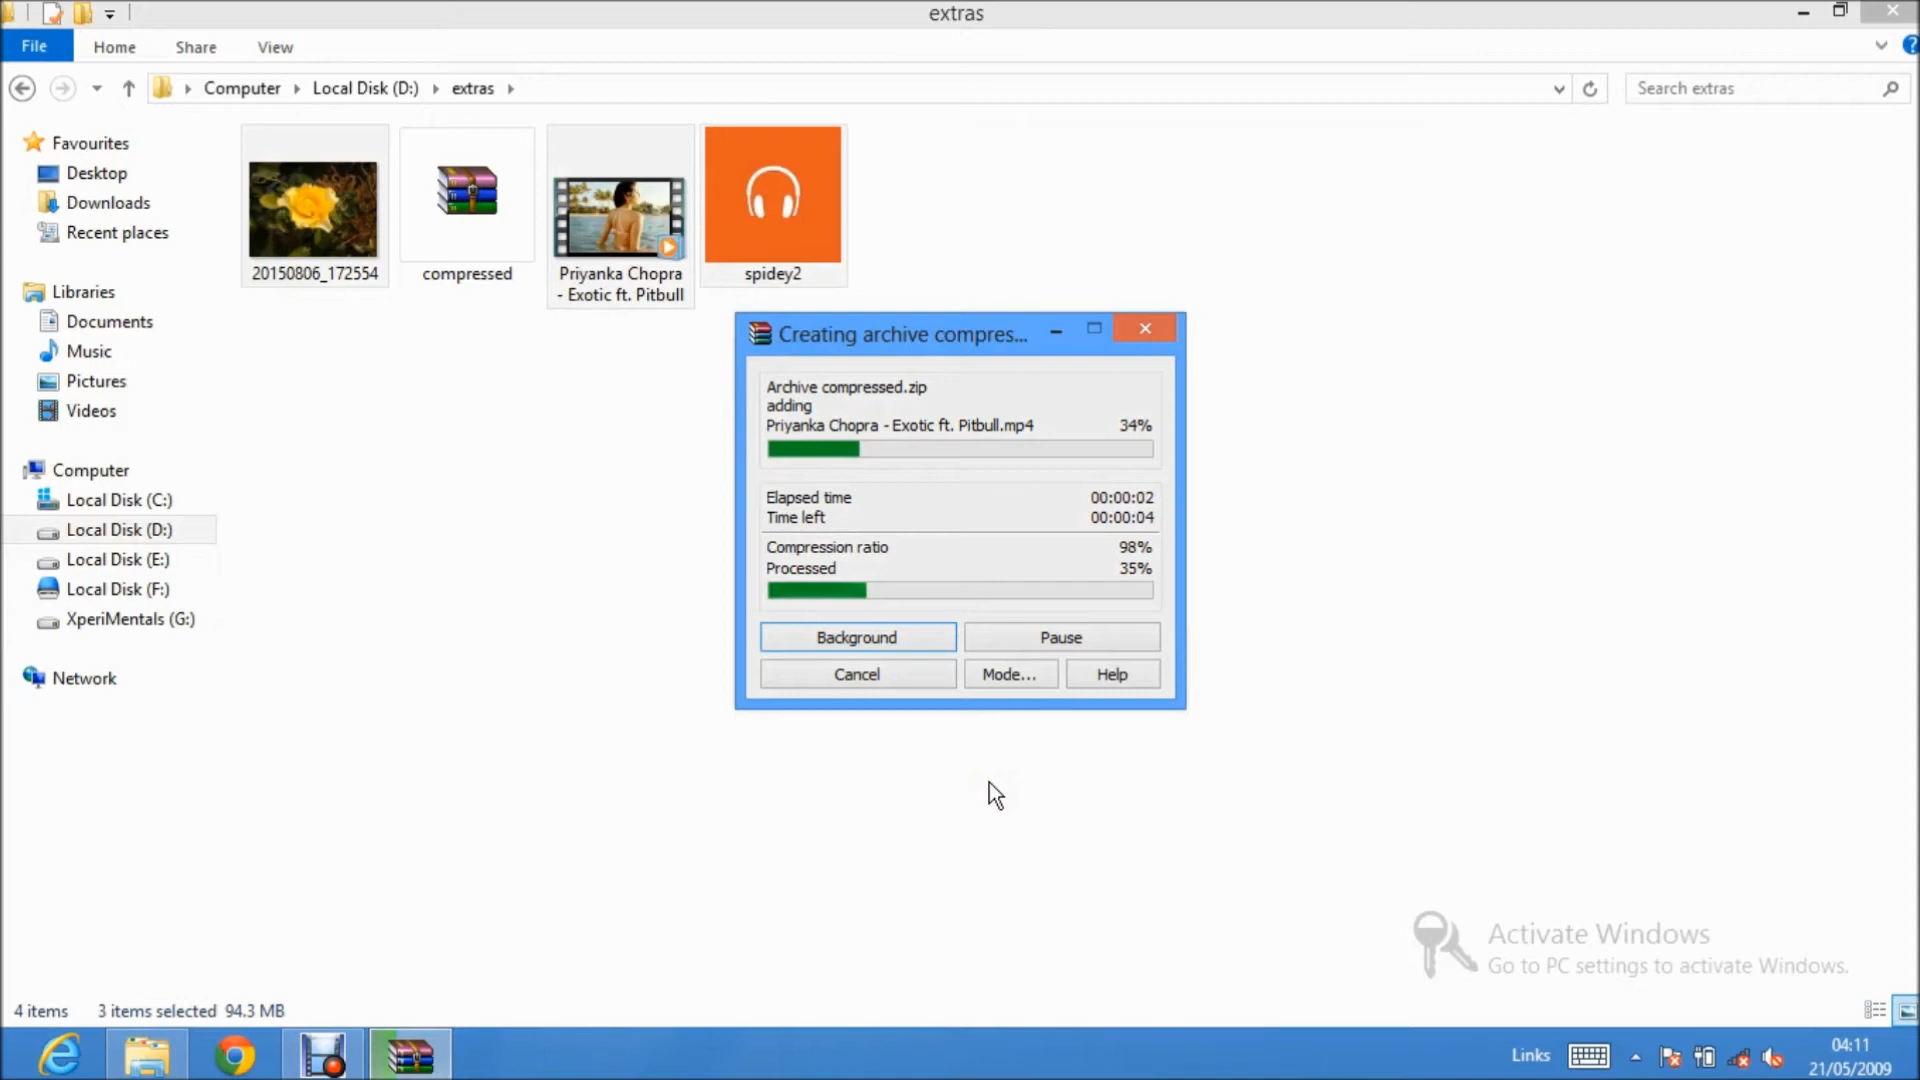 extras
File Home Share View
Computer Local Disk (D:) extras
Search extras
Favourites
Desktop
Downloads
Recent places
Libraries
Documents
Music
Pictures
Videos
Computer
Local Disk (C:)
Local Disk (D:)
Local Disk (E:)
Local Disk (F:)
XperiMentals (G:)
Network
20150806_172554
compressed
Priyanka Chopra
- Exotic ft. Pitbull
spidey2
Creating archive compres...
Archive compressed.zip
adding
Priyanka Chopra - Exotic ft. Pitbull.mp4 34%
Elapsed time 00:00:02
Time left 00:00:04
Compression ratio 98%
Processed 35%
Background Pause
Cancel Mode... Help
Activate Windows
Go to PC settings to activate Windows.
4 items 3 items selected 94.3 MB
Links
04:11
21/05/2009